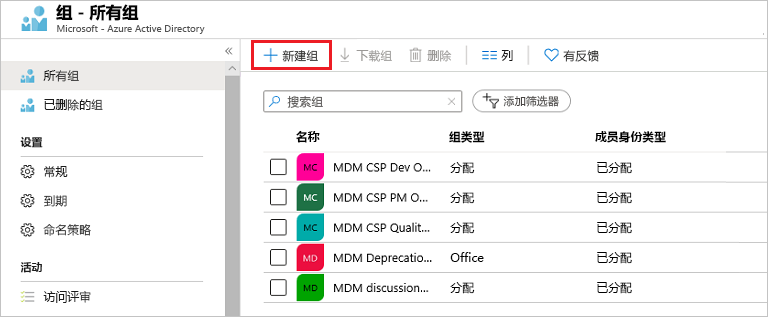 组 - 所有组
Microsoft - Azure Active Directory
«
所有组
已删除的组
设置
常规
到期
命名策略
活动
访问评审
新建组 下载组 删除 列 有反馈
搜索组 添加筛选器
名称 组类型 成员身份类型
MC MDM CSP Dev O... 分配 已分配
MC MDM CSP PM O... 分配 已分配
MC MDM CSP Qualit... 分配 已分配
MD MDM Deprecatio... Office 已分配
MD MDM discussion... 分配 已分配